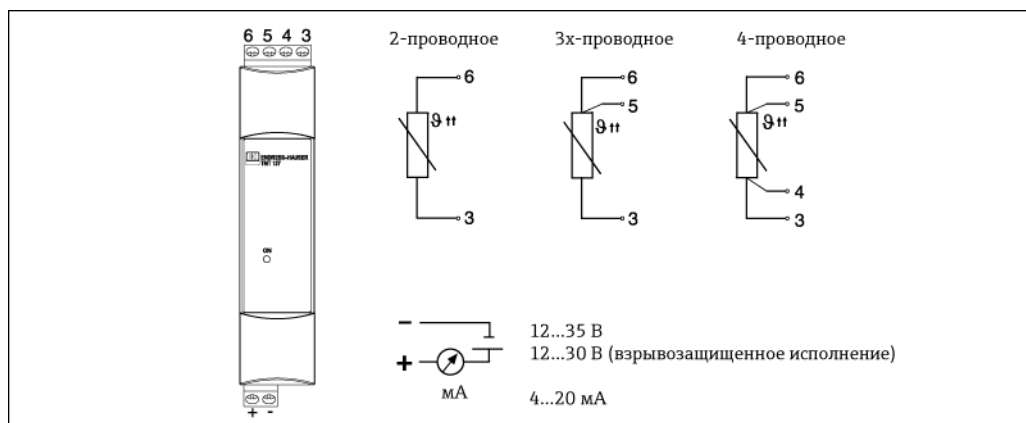 6 5 4 3
2-проводное
3х-проводное
4-проводное
6
3
ϑ
6
5
3
ϑ
6
5
4
3
ϑ
ENDRESS+HAUSER
TMT 127
ON
+ -
−
+
мА
12...35 В
12...30 В (взрывозащищенное исполнение)
4...20 мА